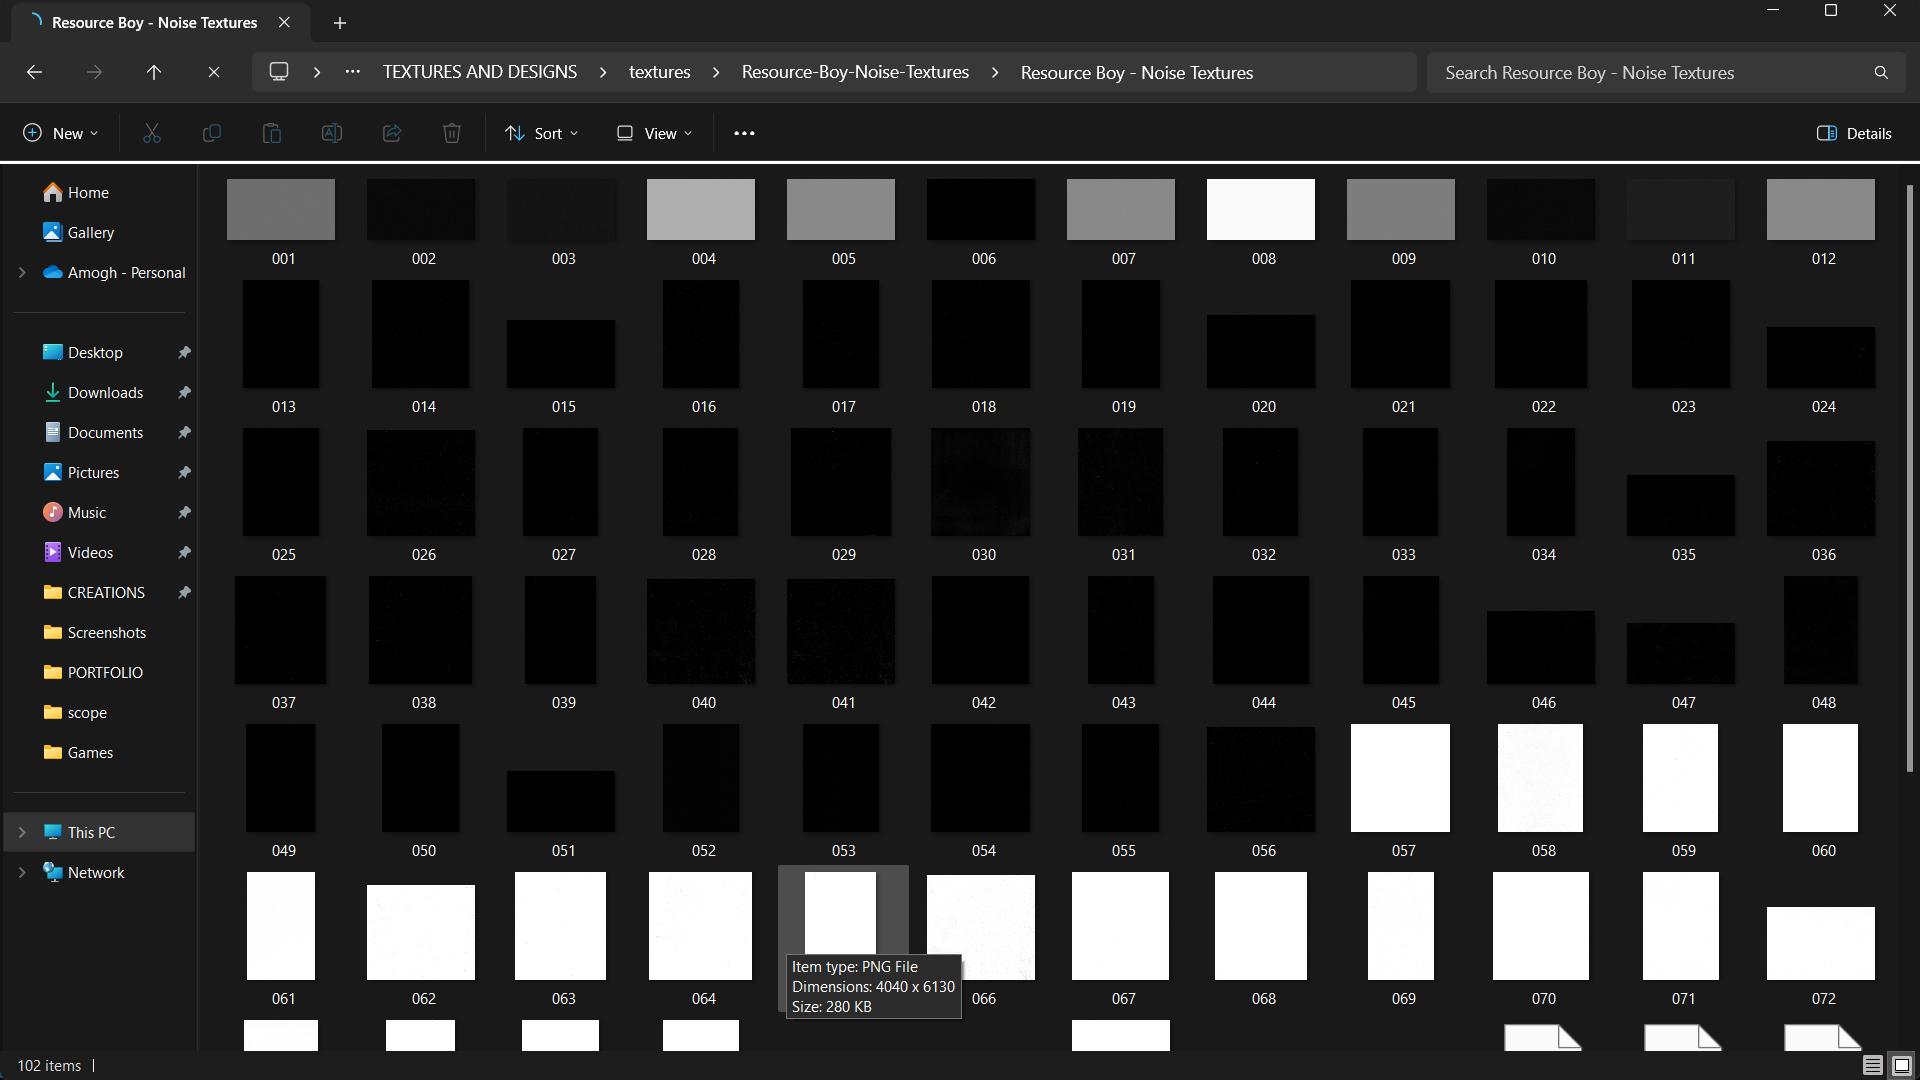 Resource Boy - Noise Textures
TEXTURES AND DESIGNS > textures > Resource-Boy-Noise-Textures > Resource Boy - Noise Textures
Search Resource Boy - Noise Textures
New
Sort
View
Details
Home
Gallery
Amogh - Personal
Desktop
Downloads
Documents
Pictures
Music
Videos
CREATIONS
Screenshots
PORTFOLIO
scope
Games
This PC
Network
001 002 003 004 005 006 007 008 009 010 011 012
013 014 015 016 017 018 019 020 021 022 023 024
025 026 027 028 029 030 031 032 033 034 035 036
037 038 039 040 041 042 043 044 045 046 047 048
049 050 051 052 053 054 055 056 057 058 059 060
061 062 063 064 066 067 068 069 070 071 072
Item type: PNG File
Dimensions: 4040 x 6130
Size: 280 KB
102 items